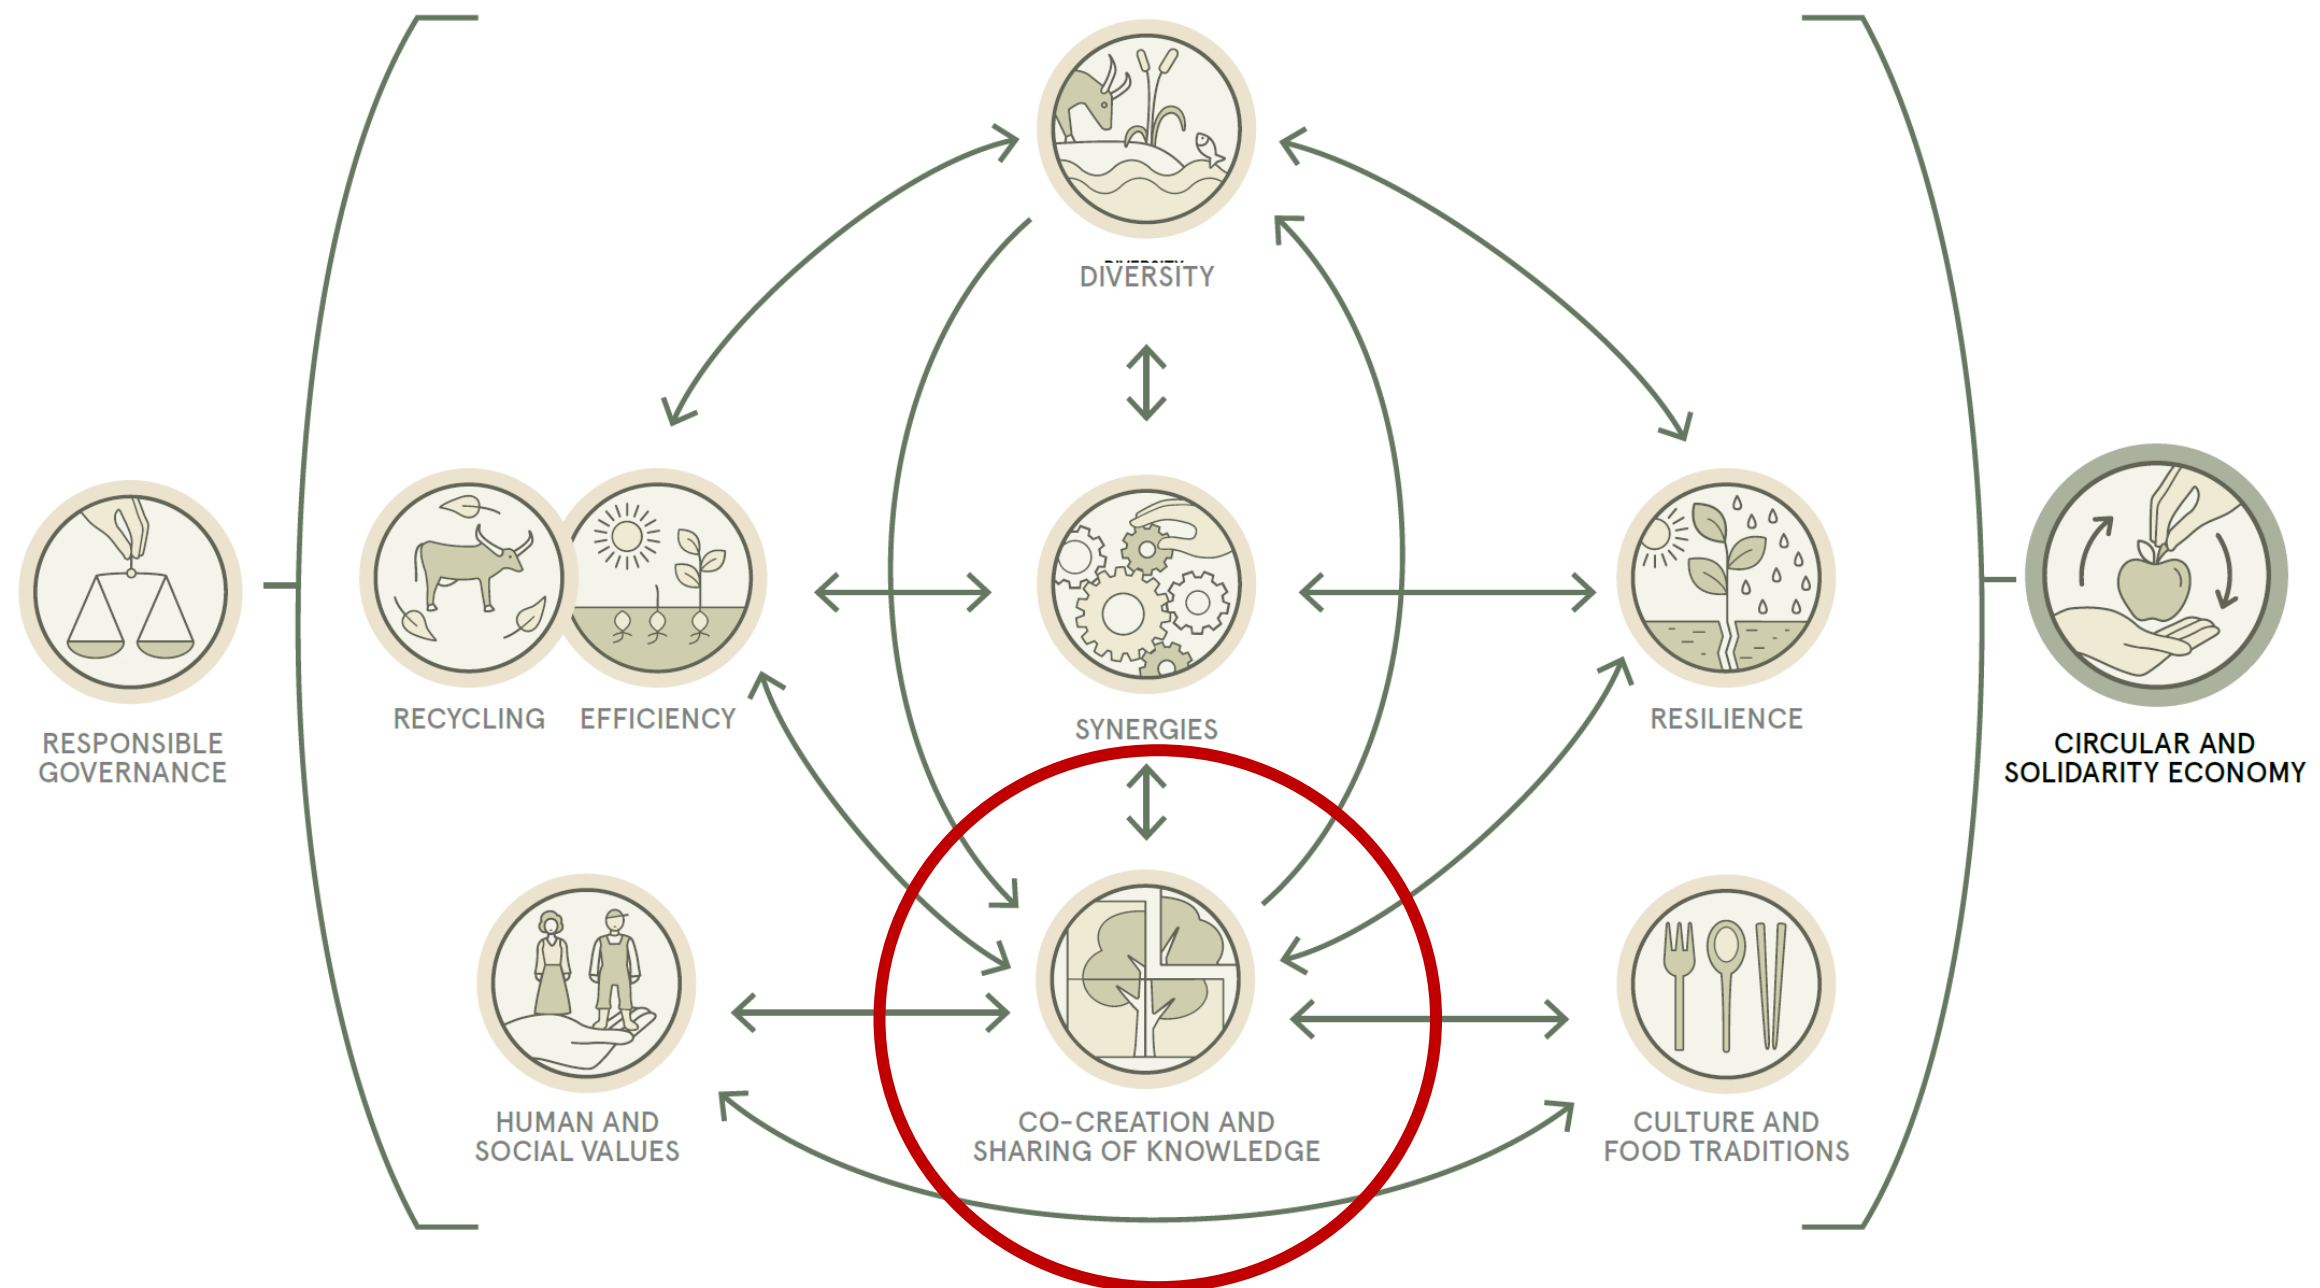 DIVERSITY
RECYCLING
EFFICIENCY
SYNERGIES
RESILIENCE
RESPONSIBLE
GOVERNANCE
CIRCULAR AND
SOLIDARITY ECONOMY
HUMAN AND
SOCIAL VALUES
CO-CREATION AND
SHARING OF KNOWLEDGE
CULTURE AND
FOOD TRADITIONS